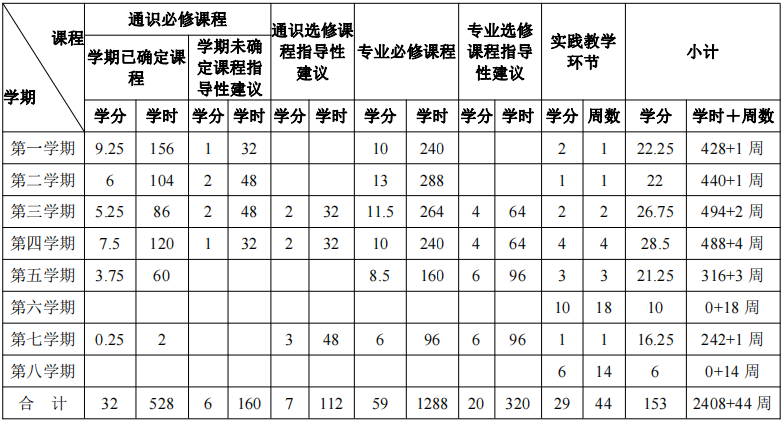 课程
学期
通识必修课程
学期已确定课
程
学期未确
定课程指
导性建议
通识选修课
程指导性
建议
专业必修课程
专业选修
课程指导
性建议
实践教学
环节
小计
学分 学时 学分 学时 学分 学时 学分 学时 学分 学时 学分 周数 学分 学时＋周数
第一学期 9.25 156 1 32 10 240 2 1 22.25 428+1 周
第二学期 6 104 2 48 13 288 1 1 22 440+1 周
第三学期 5.25 86 2 48 2 32 11.5 264 4 64 2 2 26.75 494+2 周
第四学期 7.5 120 1 32 2 32 10 240 4 64 4 4 28.5 488+4 周
第五学期 3.75 60 8.5 160 6 96 3 3 21.25 316+3 周
第六学期 10 18 10 0+18 周
第七学期 0.25 2 3 48 6 96 6 96 1 1 16.25 242+1 周
第八学期 6 14 6 0+14 周
合 计 32 528 6 160 7 112 59 1288 20 320 29 44 153 2408+44 周